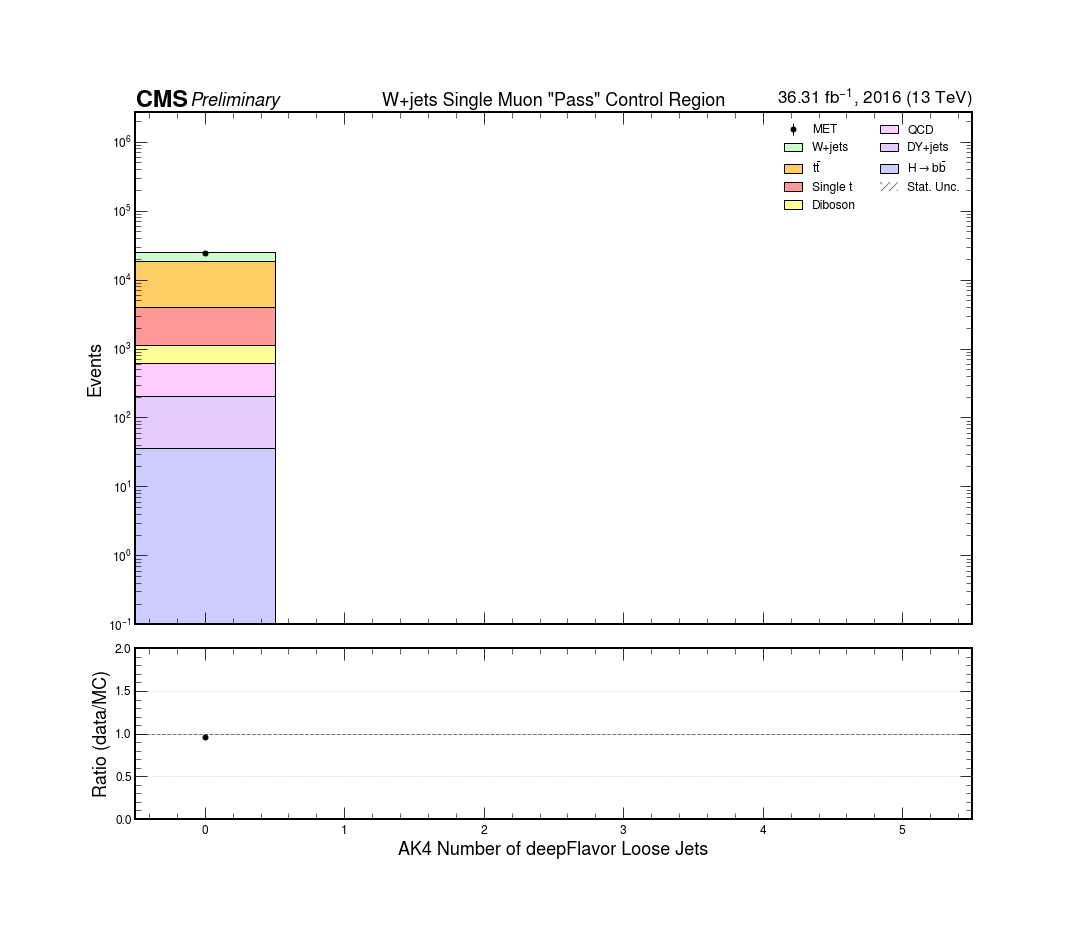 CMS Preliminary W+jets Single Muon "Pass" Control Region 36.31 fb⁻¹, 2016 (13 TeV)
MET QCD
W+jets DY+jets
tt̄ H→bb̄
Single t Stat. Unc.
Diboson
10⁶
10⁵
10⁴
10³
10²
10¹
10⁰
10⁻¹
Events
2.0
1.5
1.0
0.5
0.0
Ratio (data/MC)
0 1 2 3 4 5
AK4 Number of deepFlavor Loose Jets